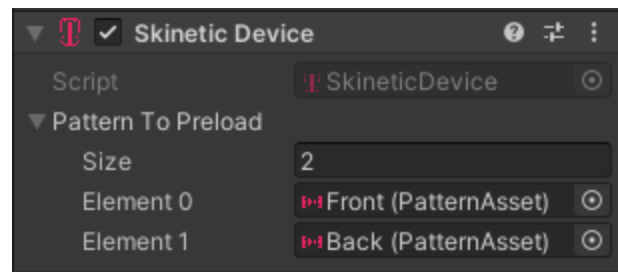 Skinetic Device
Script SkineticDevice
Pattern To Preload
Size 2
Element 0 Front (PatternAsset)
Element 1 Back (PatternAsset)